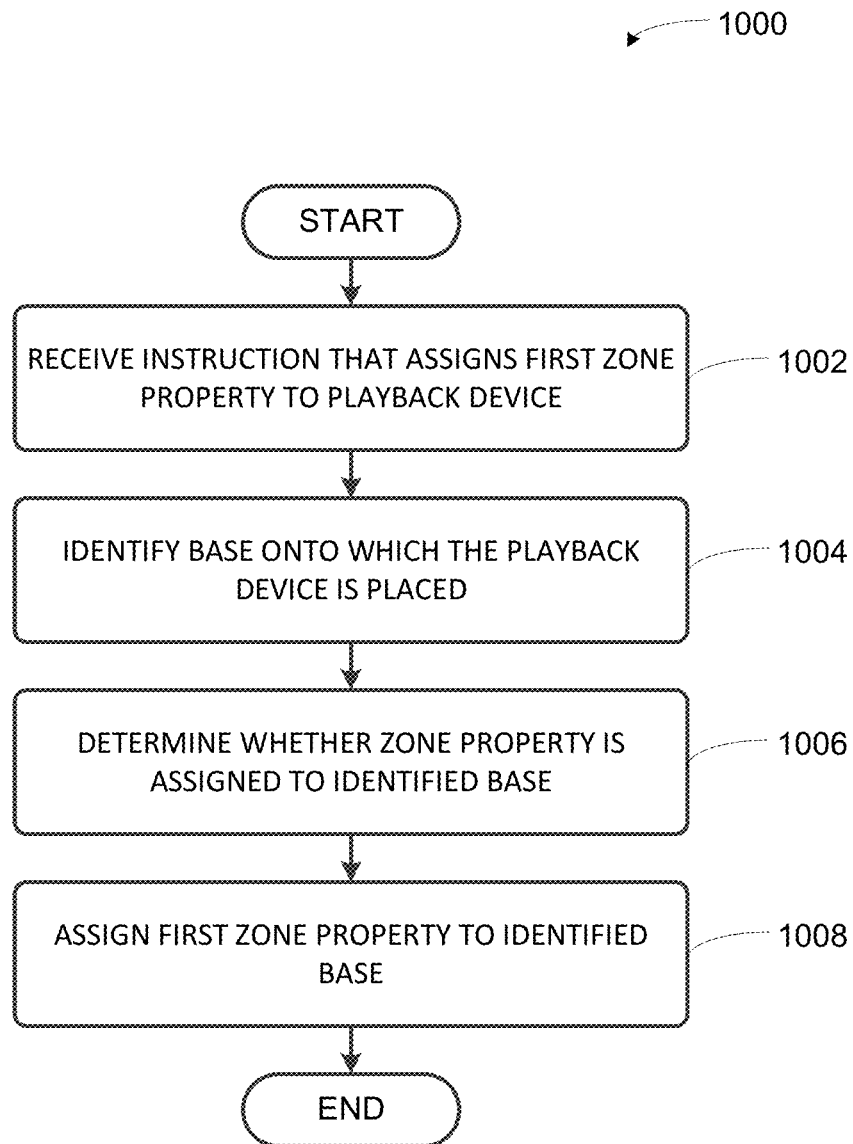 1000
START
RECEIVE INSTRUCTION THAT ASSIGNS FIRST ZONE
PROPERTY TO PLAYBACK DEVICE
1002
IDENTIFY BASE ONTO WHICH THE PLAYBACK
DEVICE IS PLACED
1004
DETERMINE WHETHER ZONE PROPERTY IS
ASSIGNED TO IDENTIFIED BASE
1006
ASSIGN FIRST ZONE PROPERTY TO IDENTIFIED
BASE
1008
END